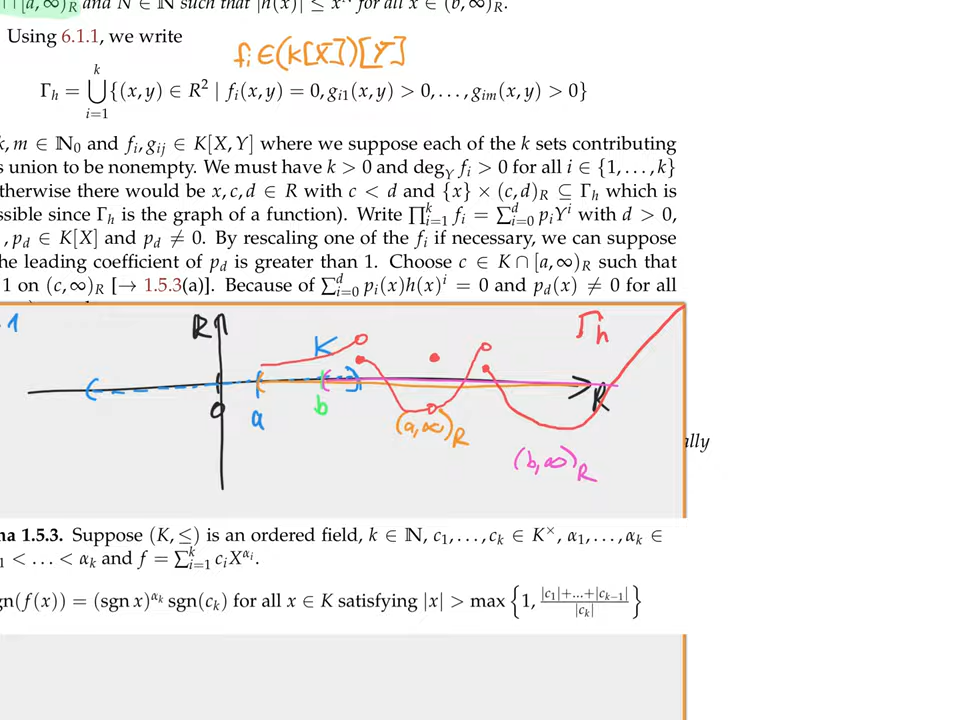 ∩[a, ∞)_R and N ∈ ℕ such that |h(x)| ≤ x^N for all x ∈ (b, ∞)_R.
Using 6.1.1, we write
f_i ∈ (K[X])[Y]
Γ_h = ⋃_{i=1}^k {(x, y) ∈ R² | f_i(x, y) = 0, g_{i1}(x, y) > 0, . . . , g_{im}(x, y) > 0}
k, m ∈ ℕ_0 and f_i, g_{ij} ∈ K[X, Y] where we suppose each of the k sets contributing
s union to be nonempty. We must have k > 0 and deg_Y f_i > 0 for all i ∈ {1, . . . , k}
therwise there would be x, c, d ∈ R with c < d and {x} × (c, d)_R ⊆ Γ_h which is
ssible since Γ_h is the graph of a function). Write ∏_{i=1}^k f_i = ∑_{i=0}^d p_i Y^i with d > 0,
, p_d ∈ K[X] and p_d ≠ 0. By rescaling one of the f_i if necessary, we can suppose
he leading coefficient of p_d is greater than 1. Choose c ∈ K ∩ [a, ∞)_R such that
1 on (c, ∞)_R [→ 1.5.3(a)]. Because of ∑_{i=0}^d p_i(x)h(x)^i = 0 and p_d(x) ≠ 0 for all
1
R
K
Γ_h
0
a
b
(a, ∞)_R
R
(b, ∞)_R
ally
na 1.5.3. Suppose (K, ≤) is an ordered field, k ∈ ℕ, c_1, . . . , c_k ∈ K^×, α_1, . . . , α_k ∈
_1 < . . . < α_k and f = ∑_{i=1}^k c_i X^{α_i}.
gn(f(x)) = (sgn x)^{α_k} sgn(c_k) for all x ∈ K satisfying |x| > max {1, (|c_1|+...+|c_{k−1}|)/|c_k|}